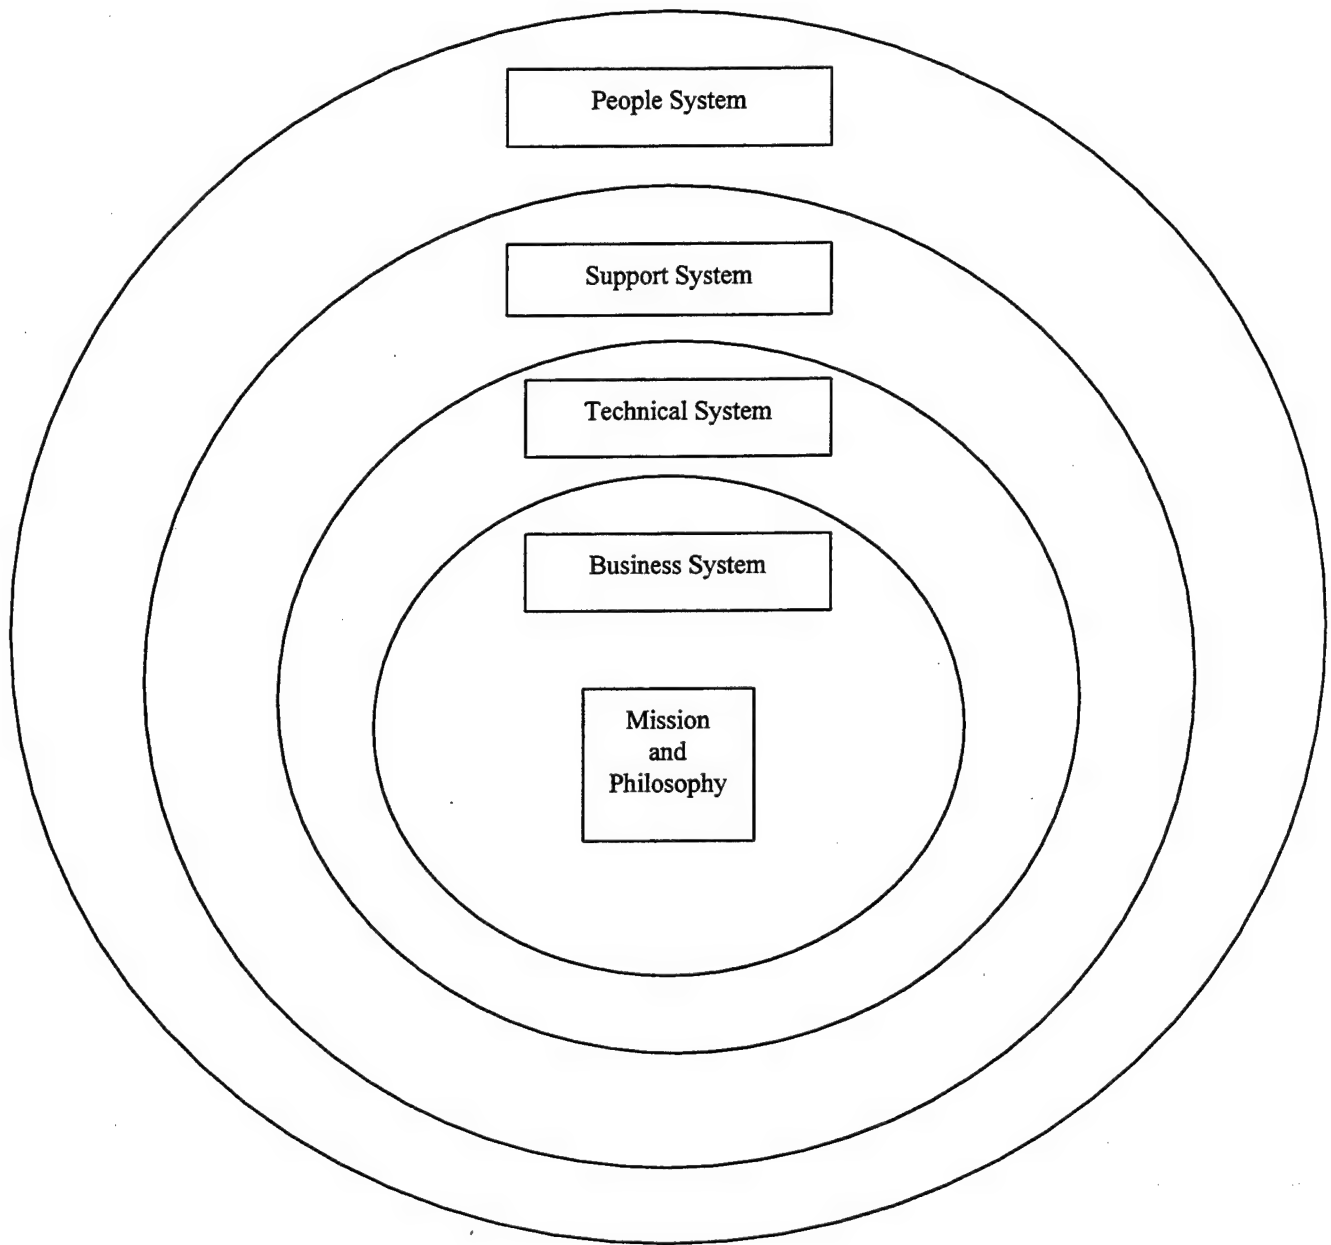 People System
Support System
Technical System
Business System
Mission
and
Philosophy